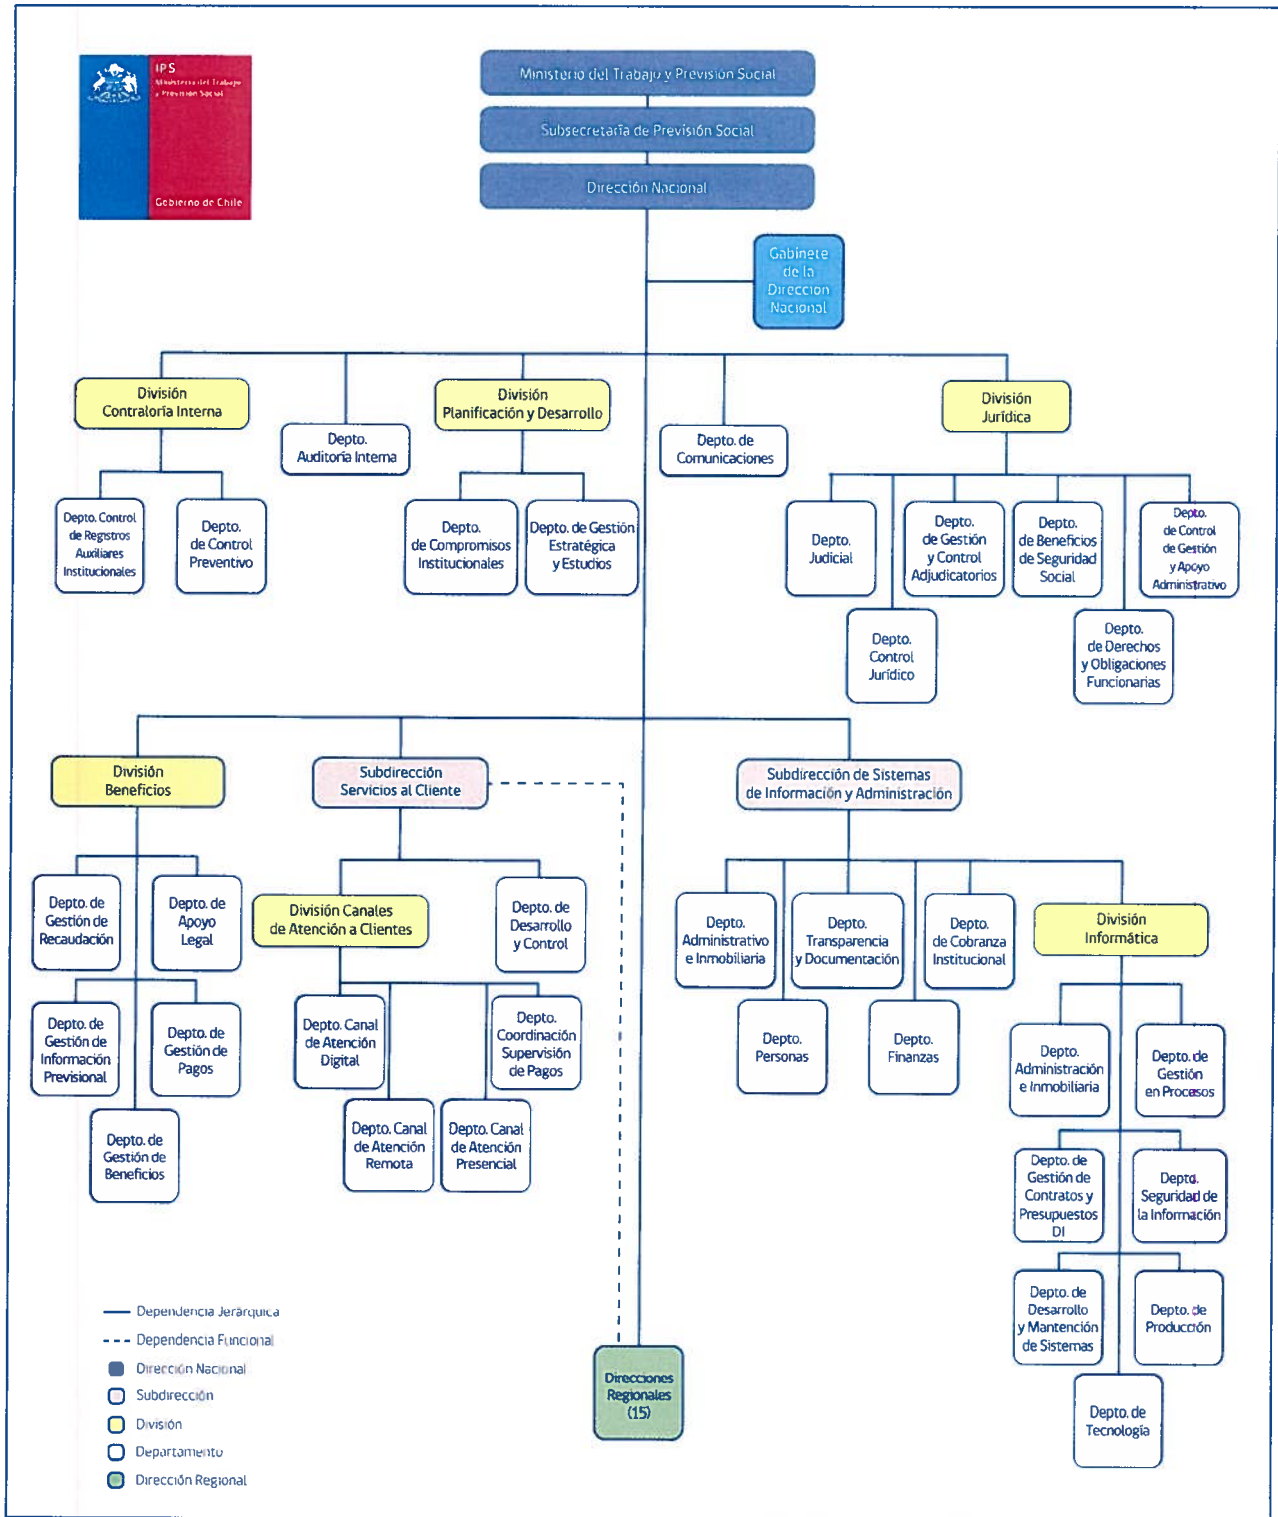 IPS
Ministerio del Trabajo
y Previsión Social
Gobierno de Chile
Ministerio del Trabajo y Previsión Social
Subsecretaría de Previsión Social
Dirección Nacional
Gabinete
de la
Dirección
Nacional
División
Contraloría Interna
Depto.
Auditoría Interna
División
Planificación y Desarrollo
Depto. de
Comunicaciones
División
Jurídica
Depto. Control
de Registros
Auxiliares
Institucionales
Depto.
de Control
Preventivo
Depto.
de Compromisos
Institucionales
Depto. de Gestión
Estratégica
y Estudios
Depto.
Judicial
Depto.
Control
Jurídico
Depto.
de Gestión
y Control
Adjudicatorios
Depto.
de Beneficios
de Seguridad
Social
Depto.
de Derechos
y Obligaciones
Funcionarias
Depto.
de Control
de Gestión
y Apoyo
Administrativo
División
Beneficios
Subdirección
Servicios al Cliente
Subdirección de Sistemas
de Información y Administración
Depto. de
Gestión de
Recaudación
Depto. de
Apoyo
Legal
Depto. de
Gestión de
Información
Previsional
Depto. de
Gestión de
Pagos
Depto. de
Gestión de
Beneficios
División Canales
de Atención a Clientes
Depto. de
Desarrollo
y Control
Depto. Canal
de Atención
Digital
Depto. Canal
de Atención
Remota
Depto. Canal
de Atención
Presencial
Depto.
Coordinación
Supervisión
de Pagos
Depto.
Administrativo
e Inmobiliaria
Depto.
Personas
Depto.
Transparencia
y Documentación
Depto.
Finanzas
Depto.
de Cobranza
Institucional
División
Informática
Depto.
Administración
e Inmobiliaria
Depto. de
Gestión
en Procesos
Depto. de
Gestión de
Contratos y
Presupuestos
DI
Depto.
Seguridad de
la Información
Depto. de
Desarrollo
y Mantención
de Sistemas
Depto. de
Producción
Depto. de
Tecnología
Direcciones
Regionales
(15)
Dependencia Jerárquica
Dependencia Funcional
Dirección Nacional
Subdirección
División
Departamento
Dirección Regional